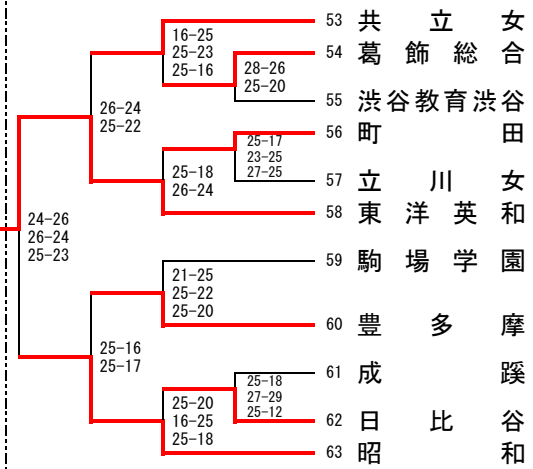 53 共立女
16-25
25-23
25-16
54 葛飾総合
28-26
25-20
55 渋谷教育渋谷
26-24
25-22
56 町田
25-17
23-25
27-25
57 立川女
25-18
26-24
58 東洋英和
24-26
26-24
25-23
59 駒場学園
21-25
25-22
25-20
60 豊多摩
25-16
25-17
61 成蹊
25-18
27-29
25-12
62 日比谷
25-20
16-25
25-18
63 昭和